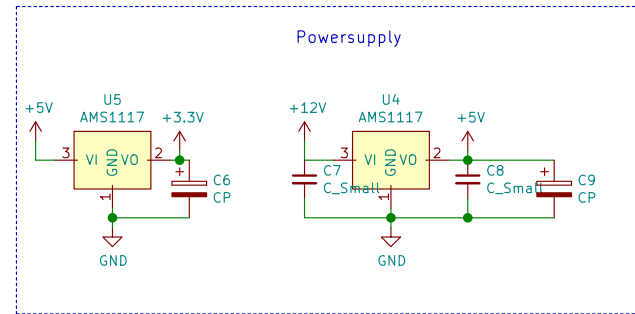 Powersupply
U5
AMS1117
+5V
+3.3V
3
VI
GND
VO
2
1
+
C6
CP
GND
U4
AMS1117
+12V
+5V
3
VI
GND
VO
2
1
C7
C_Small
C8
C_Small
+
C9
CP
GND